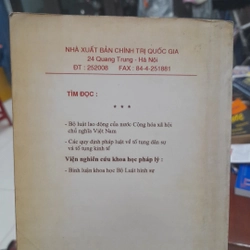 NHÀ XUẤT BẢN CHÍNH TRỊ QUỐC GIA
24 Quang Trung - Hà Nội
ĐT : 252008 FAX : 84-4-251881
TÌM ĐỌC :
* * *
- Bộ luật lao động của nước Cộng hòa xã hội
chủ nghĩa Việt Nam
- Các quy định pháp luật về tố tụng dân sự
và tố tụng kinh tế
Viện nghiên cứu khoa học pháp lý :
- Bình luận khoa học Bộ Luật hình sự